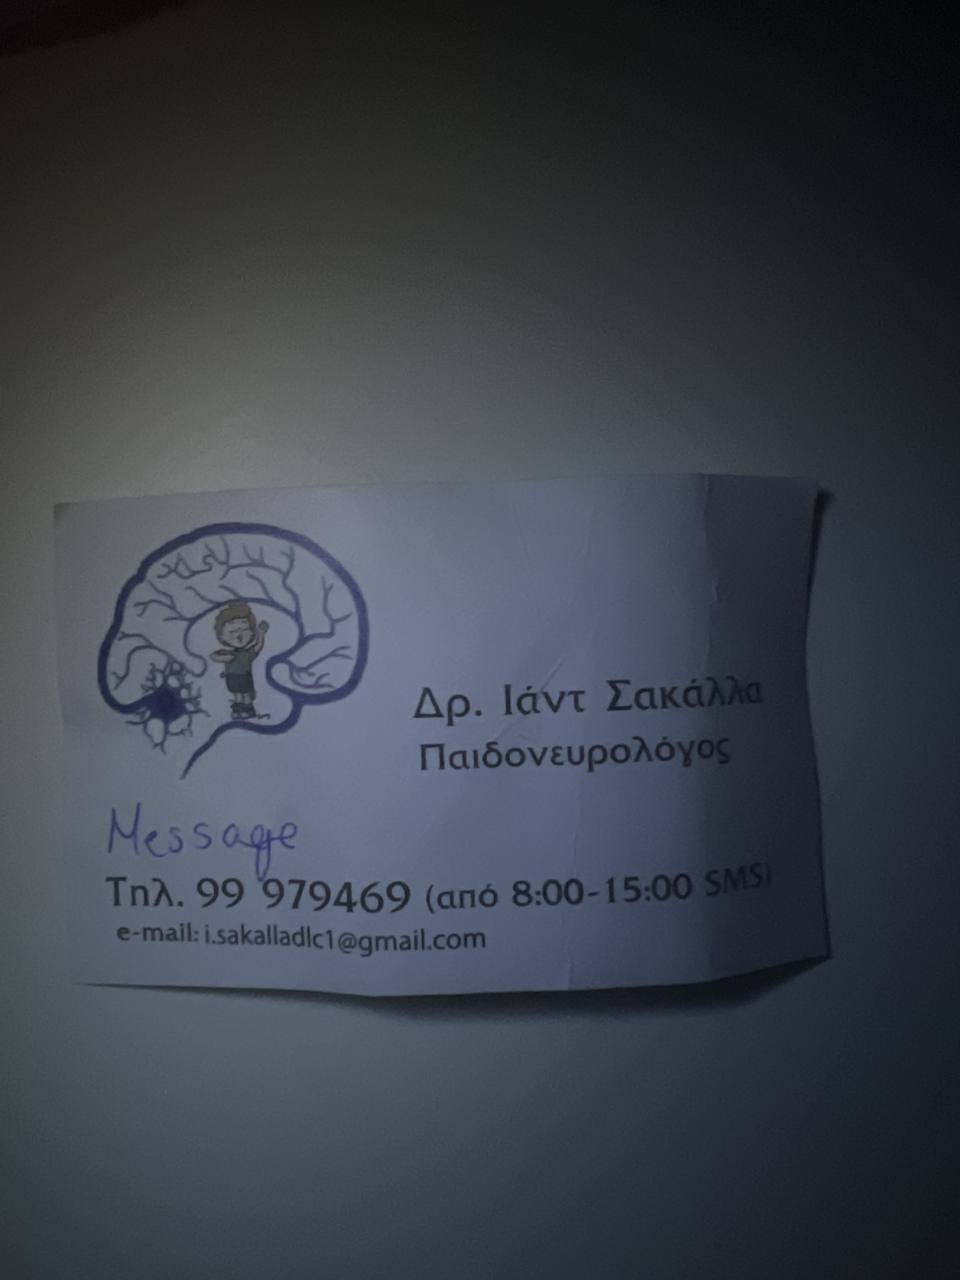 Δρ. Ιάντ Σακάλλα
Παιδονευρολόγος
Message
Τηλ. 99 979469 (από 8:00-15:00 SMS)
e-mail: i.sakalladlc1@gmail.com